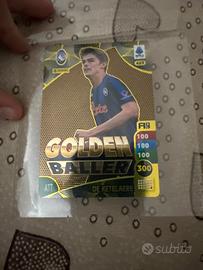 GOLDEN
BALLER
100
100
100
300
ATT
DE KETELAERE
subito